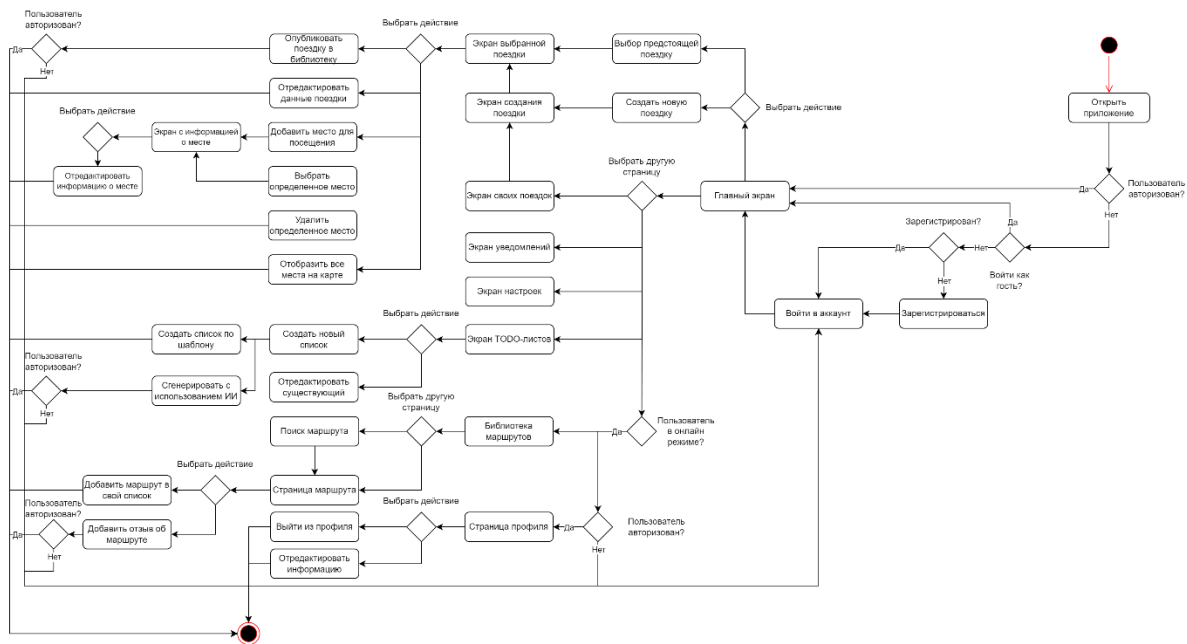 Пользователь
авторизован?
Да
Нет
Опубликовать
поездку в
библиотеку
Выбрать действие
Экран выбранной
поездки
Выбор предстоящей
поездку
Отредактировать
данные поездки
Экран создания
поездки
Создать новую
поездку
Выбрать действие
Открыть
приложение
Выбрать действие
Экран с информацией
о месте
Добавить место для
посещения
Отредактировать
информацию о месте
Выбрать
определенное место
Выбрать другую
страницу
Экран своих поездок
Главный экран
Да
Пользователь
авторизован?
Нет
Удалить
определенное место
Зарегистрирован?
Да
Да
Нет
Нет
Войти как
гость?
Экран уведомлений
Отобразить все
места на карте
Экран настроек
Войти в аккаунт
Зарегистрироваться
Создать список по
шаблону
Создать новый
список
Выбрать действие
Экран TODO-листов
Пользователь
авторизован?
Да
Нет
Сгенерировать с
использованием ИИ
Отредактировать
существующий
Выбрать другую
страницу
Поиск маршрута
Библиотека
маршрутов
Да
Пользователь
в онлайн
режиме?
Выбрать действие
Добавить маршрут в
свой список
Страница маршрута
Пользователь
авторизован?
Да
Нет
Добавить отзыв об
маршруте
Выбрать действие
Выйти из профиля
Страница профиля
Да
Пользователь
авторизован?
Нет
Отредактировать
информацию